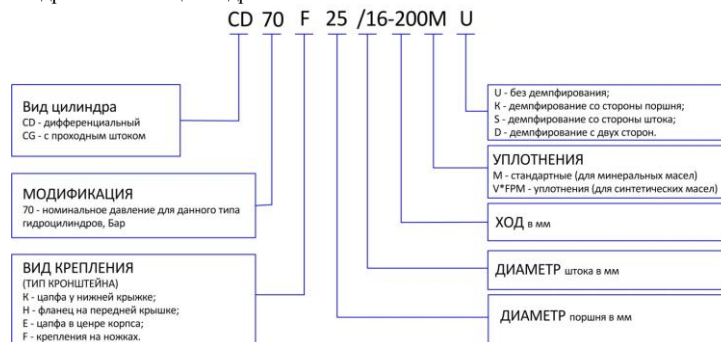 CD 70 F 25 /16-200M U
Вид цилиндра
CD - дифференциальный
CG - с проходным штоком
МОДИФИКАЦИЯ
70 - номинальное давление для данного типа
гидроцилиндров, Бар
ВИД КРЕПЛЕНИЯ
(ТИП КРОНШТЕЙНА)
К - цапфа у нижней крыжке;
Н - фланец на передней крышке;
Е - цапфа в ценре корпса;
F - крепления на ножках.
U - без демпфирования;
К - демпфирование со стороны поршня;
S - демпфирование со стороны штока;
D - демпфирование с двух сторон.
УПЛОТНЕНИЯ
М - стандартные (для минеральных масел)
V*FPM - уплотнения (для синтетических масел)
ХОД в мм
ДИАМЕТР штока в мм
ДИАМЕТР поршня в мм